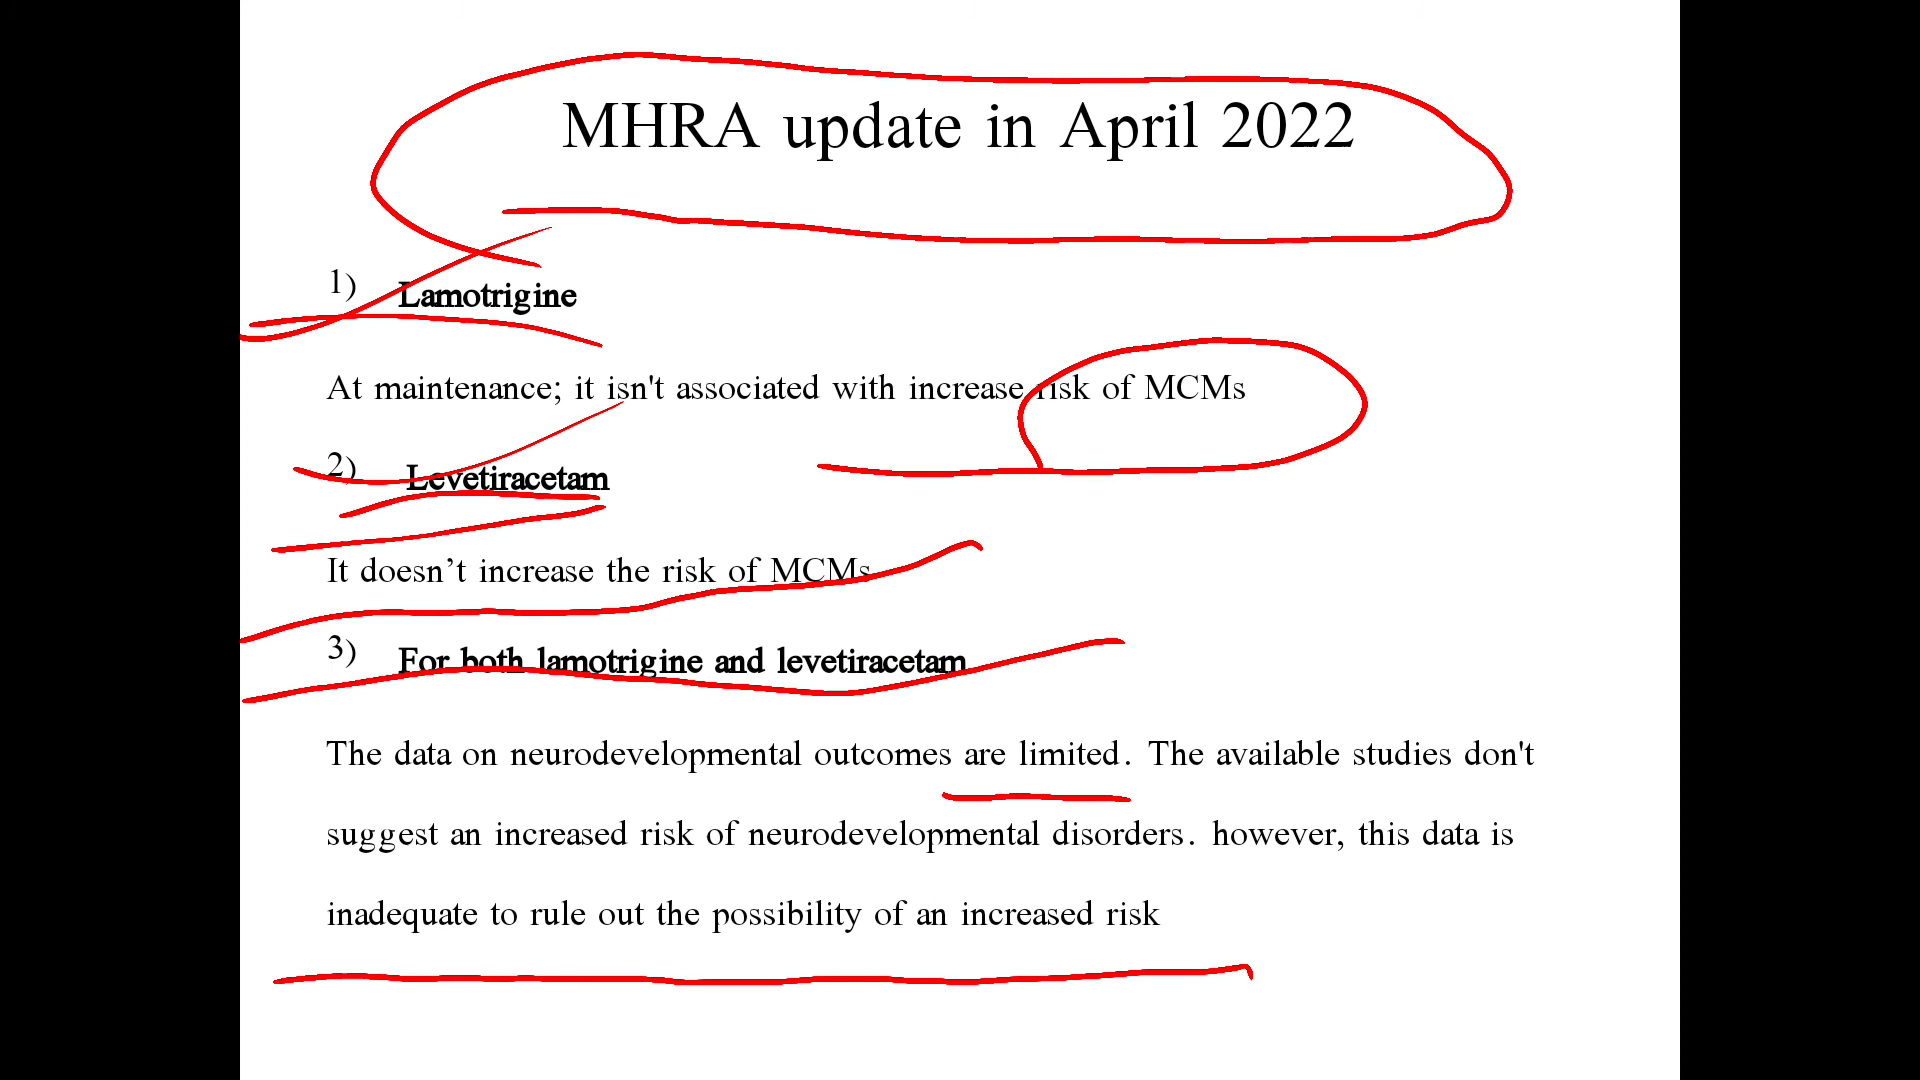 MHRA update in April 2022
1) Lamotrigine
At maintenance; it isn't associated with increase risk of MCMs
2) Levetiracetam
It doesn’t increase the risk of MCMs
3) For both lamotrigine and levetiracetam
The data on neurodevelopmental outcomes are limited. The available studies don't
suggest an increased risk of neurodevelopmental disorders. however, this data is
inadequate to rule out the possibility of an increased risk